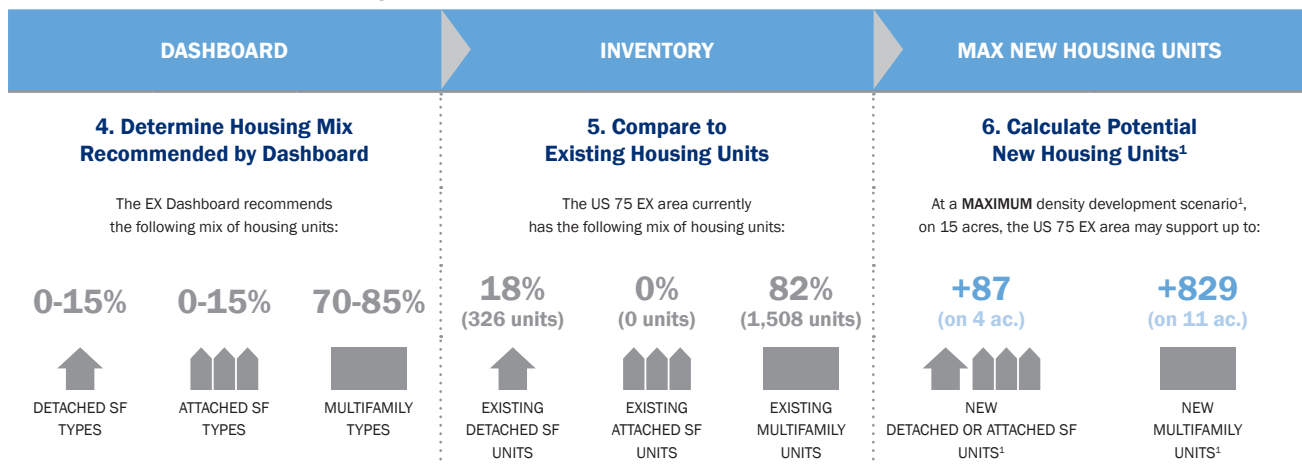 DASHBOARD
INVENTORY
MAX NEW HOUSING UNITS
4. Determine Housing Mix
Recommended by Dashboard
The EX Dashboard recommends
the following mix of housing units:
0-15%
0-15%
70-85%
DETACHED SF
TYPES
ATTACHED SF
TYPES
MULTIFAMILY
TYPES
5. Compare to
Existing Housing Units
The US 75 EX area currently
has the following mix of housing units:
18%
(326 units)
0%
(0 units)
82%
(1,508 units)
EXISTING
DETACHED SF
UNITS
EXISTING
ATTACHED SF
UNITS
EXISTING
MULTIFAMILY
UNITS
6. Calculate Potential
New Housing Units¹
At a MAXIMUM density development scenario¹,
on 15 acres, the US 75 EX area may support up to:
+87
(on 4 ac.)
+829
(on 11 ac.)
NEW
DETACHED OR ATTACHED SF
UNITS¹
NEW
MULTIFAMILY
UNITS¹